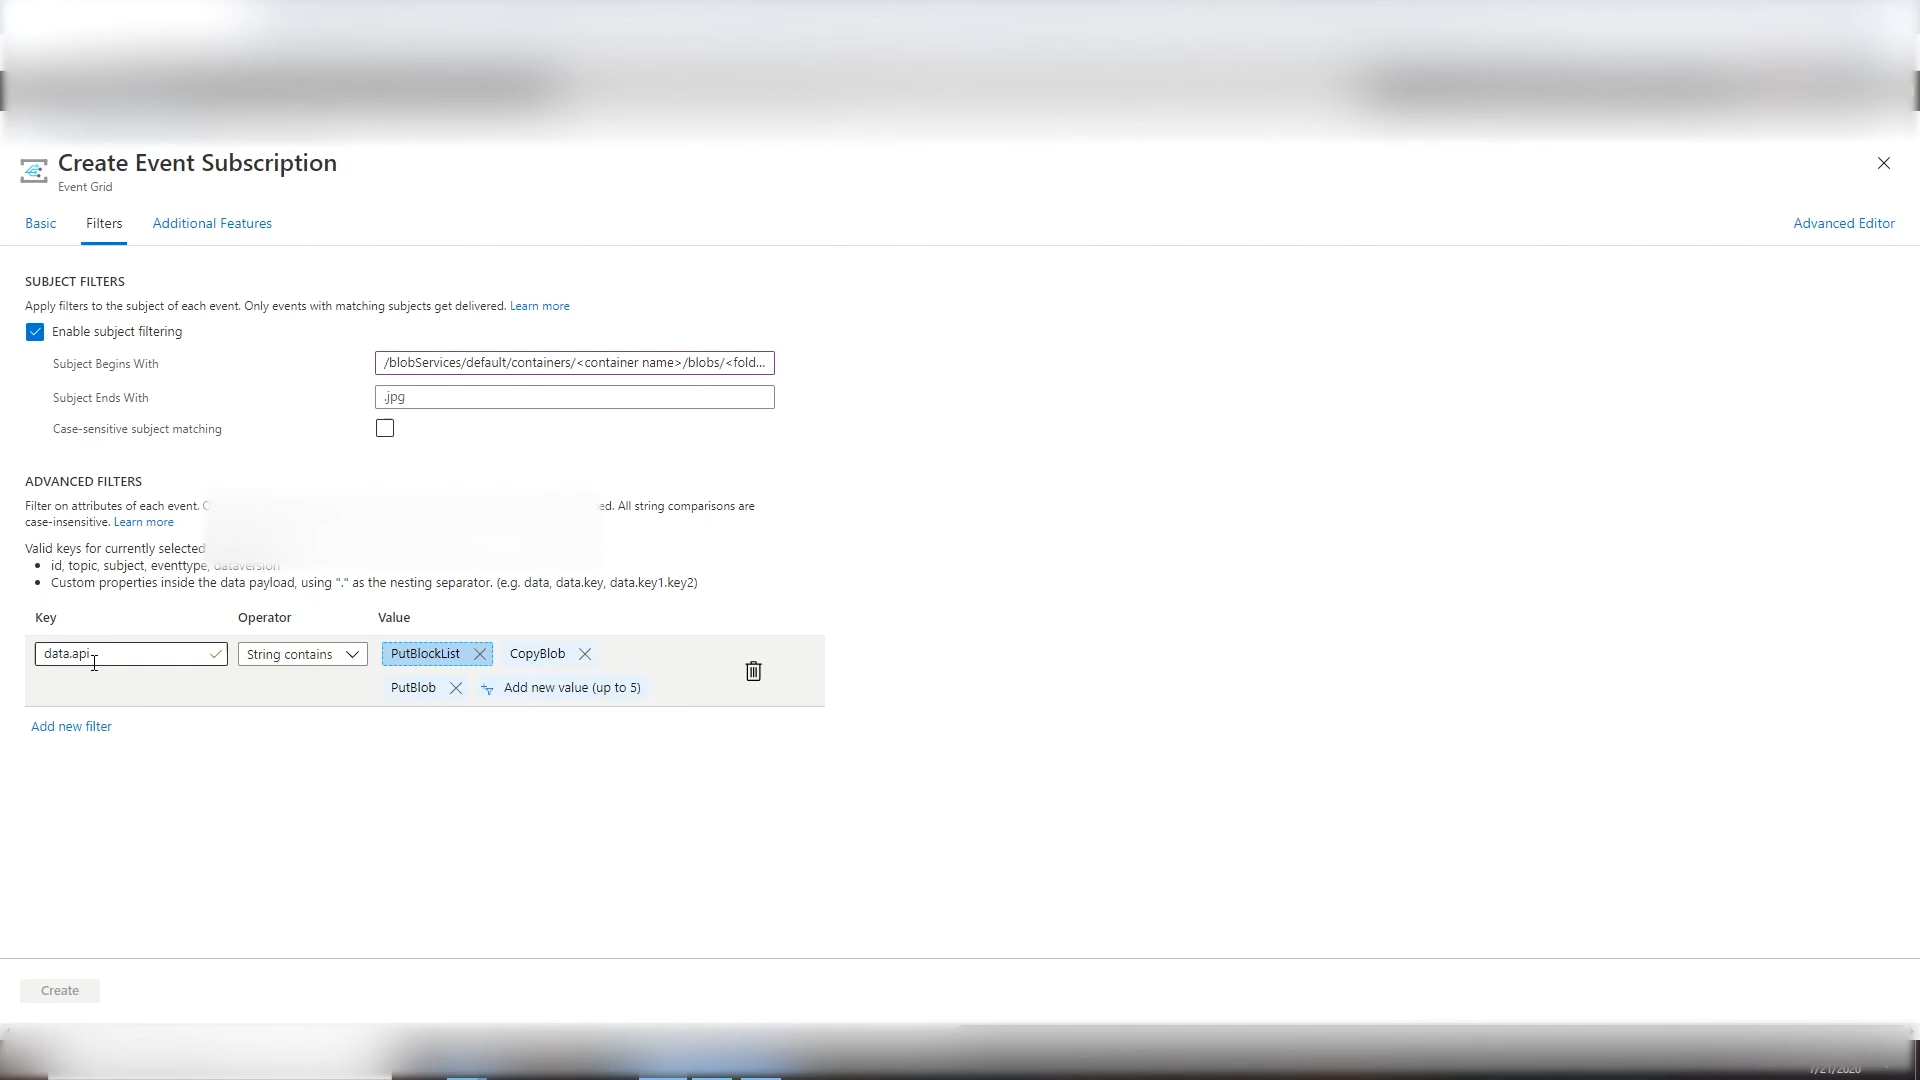 Create Event Subscription
Event Grid
Basic Filters Additional Features Advanced Editor
SUBJECT FILTERS
Apply filters to the subject of each event. Only events with matching subjects get delivered. Learn more
Enable subject filtering
Subject Begins With /blobServices/default/containers/<container name>/blobs/<fold...
Subject Ends With .jpg
Case-sensitive subject matching
ADVANCED FILTERS
Filter on attributes of each event. All string comparisons are
case-insensitive. Learn more
Valid keys for currently selected
• id, topic, subject, eventtype, dataversion
• Custom properties inside the data payload, using "." as the nesting separator. (e.g. data, data.key, data.key1.key2)
Key Operator Value
data.api String contains PutBlockList CopyBlob
PutBlob Add new value (up to 5)
Add new filter
Create
7/21/2020